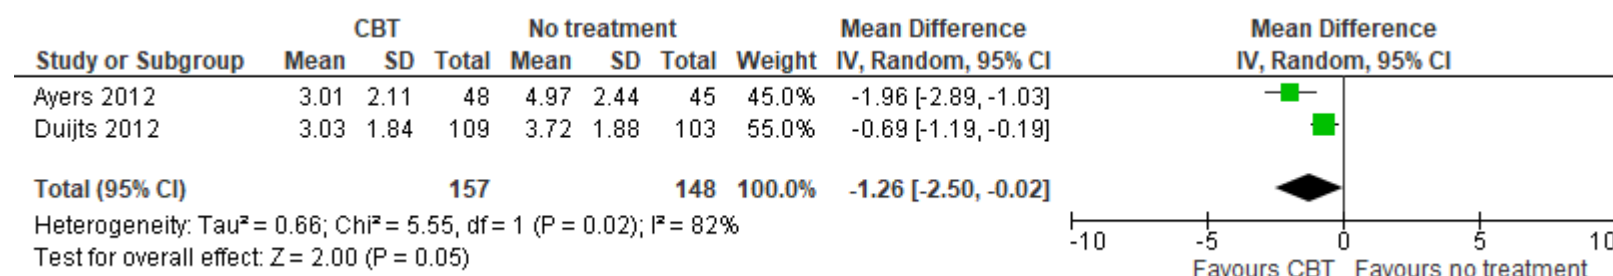 CBT No treatment Mean Difference Mean Difference
Study or Subgroup Mean SD Total Mean SD Total Weight IV, Random, 95% CI IV, Random, 95% CI
Ayers 2012 3.01 2.11 48 4.97 2.44 45 45.0% -1.96 [-2.89, -1.03]
Duijts 2012 3.03 1.84 109 3.72 1.88 103 55.0% -0.69 [-1.19, -0.19]
Total (95% CI) 157 148 100.0% -1.26 [-2.50, -0.02]
Heterogeneity: Tau² = 0.66; Chi² = 5.55, df = 1 (P = 0.02); I² = 82%
Test for overall effect: Z = 2.00 (P = 0.05)
-10 -5 0 5 10
Favours CBT Favours no treatment